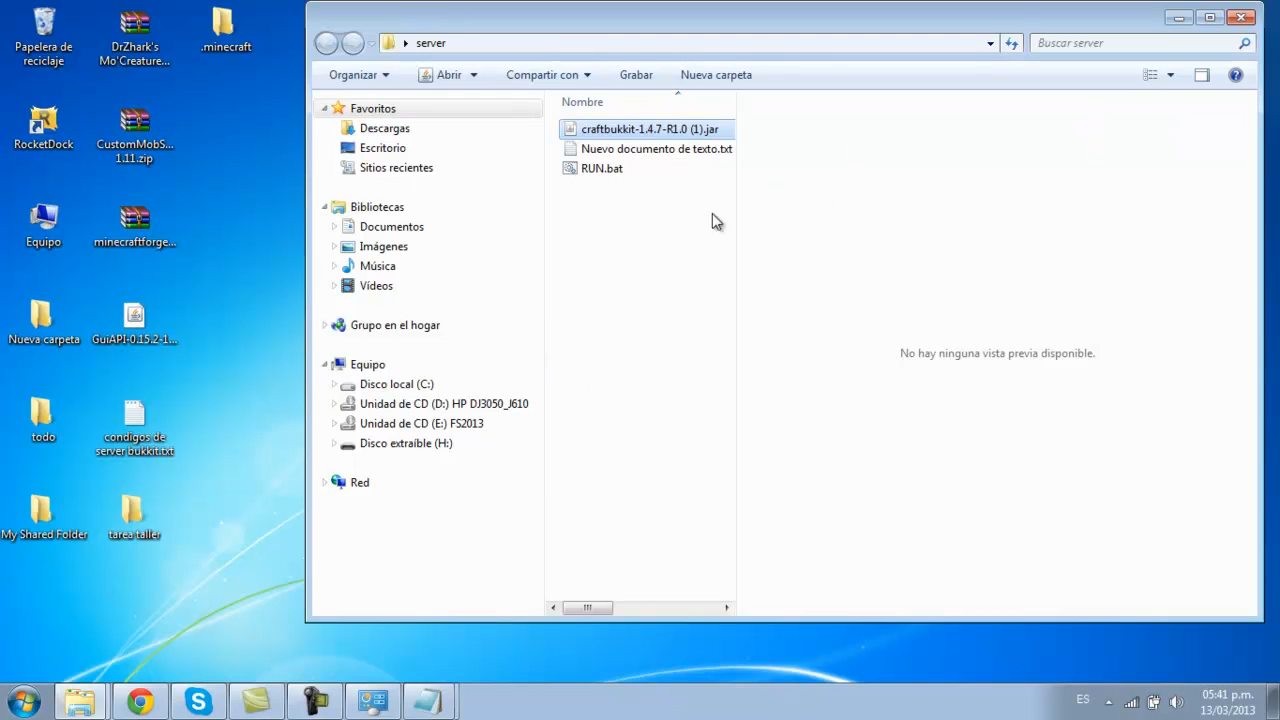 Papelera de
reciclaje
DrZhark's
Mo'Creature...
.minecraft
RocketDock
CustomMobS...
1.11.zip
Equipo
minecraftforge...
Nueva carpeta
GuiAPI-0.15.2-1...
todo
condigos de
server bukkit.txt
My Shared Folder
tarea taller
server
Buscar server
Organizar
Abrir
Compartir con
Grabar
Nueva carpeta
Favoritos
Descargas
Escritorio
Sitios recientes
Bibliotecas
Documentos
Imágenes
Música
Vídeos
Grupo en el hogar
Equipo
Disco local (C:)
Unidad de CD (D:) HP DJ3050_J610
Unidad de CD (E:) FS2013
Disco extraíble (H:)
Red
Nombre
craftbukkit-1.4.7-R1.0 (1).jar
Nuevo documento de texto.txt
RUN.bat
No hay ninguna vista previa disponible.
ES
05:41 p.m.
13/03/2013